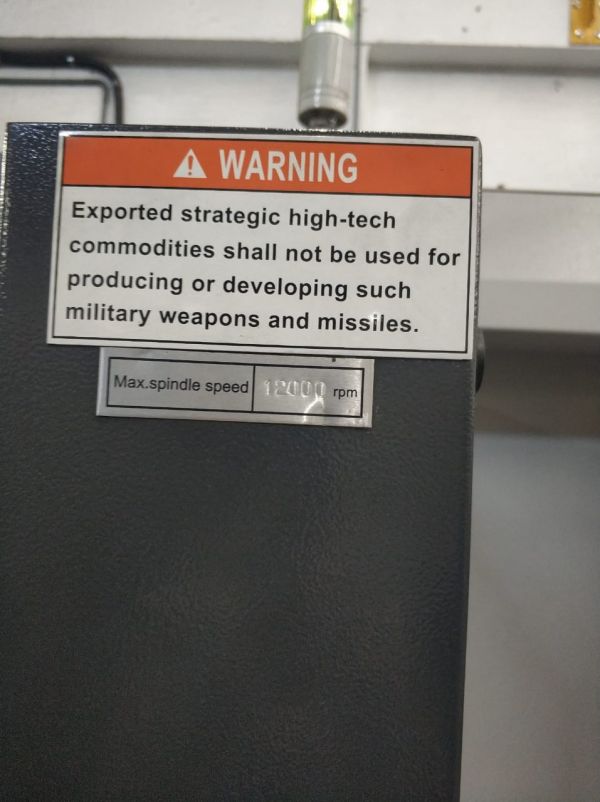 WARNING
Exported strategic high-tech
commodities shall not be used for
producing or developing such
military weapons and missiles.
Max.spindle speed 12000 rpm